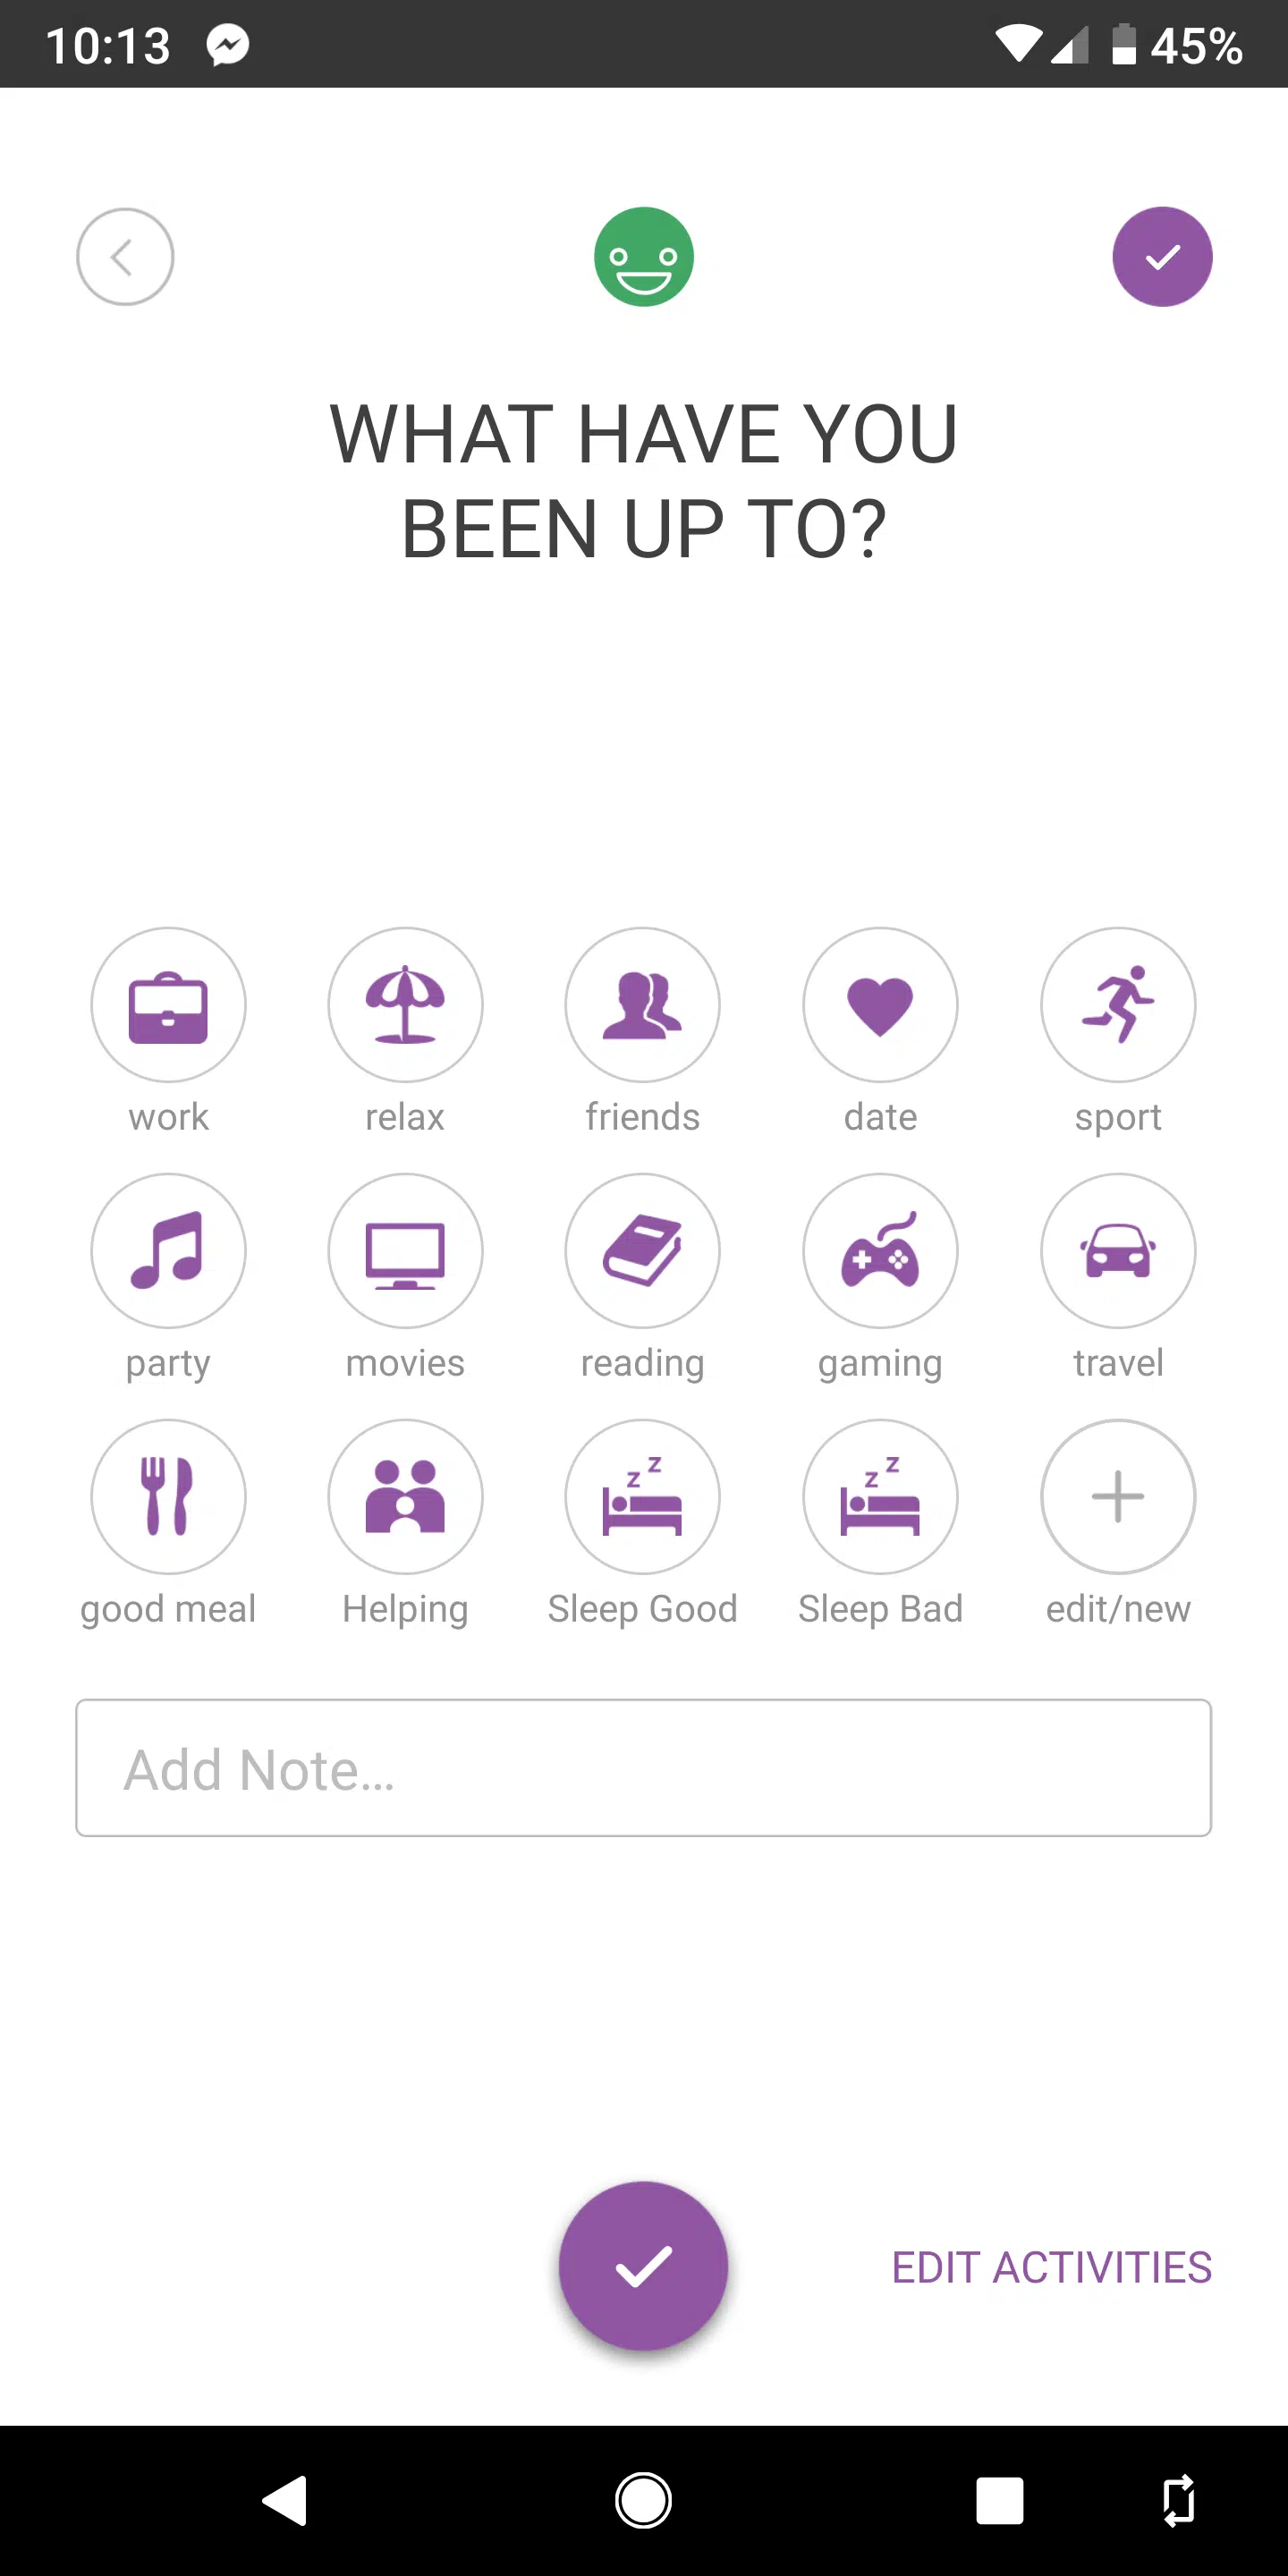 10:13
45%
WHAT HAVE YOU
BEEN UP TO?
work relax friends date sport
party movies reading gaming travel
good meal Helping Sleep Good Sleep Bad edit/new
Add Note...
EDIT ACTIVITIES